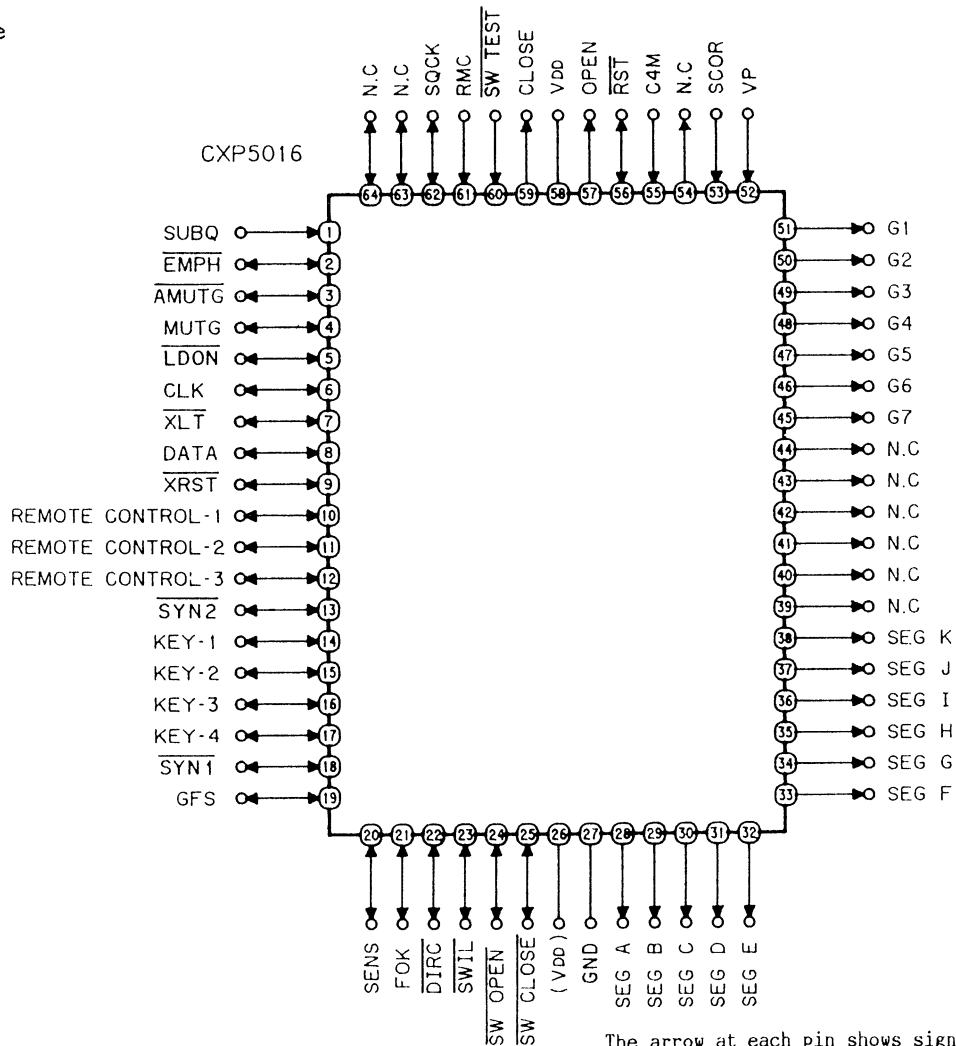 e
CXP5016
N.C
N.C
SQCK
RMC
SW TEST
CLOSE
VDD
OPEN
RST
C4M
N.C
SCOR
VP
64 63 62 61 60 59 58 57 56 55 54 53 52
SUBQ 1
EMPH 2
AMUTG 3
MUTG 4
LDON 5
CLK 6
XLT 7
DATA 8
XRST 9
REMOTE CONTROL-1 10
REMOTE CONTROL-2 11
REMOTE CONTROL-3 12
SYN2 13
KEY-1 14
KEY-2 15
KEY-3 16
KEY-4 17
SYN1 18
GFS 19
51 G1
50 G2
49 G3
48 G4
47 G5
46 G6
45 G7
44 N.C
43 N.C
42 N.C
41 N.C
40 N.C
39 N.C
38 SEG K
37 SEG J
36 SEG I
35 SEG H
34 SEG G
33 SEG F
20 21 22 23 24 25 26 27 28 29 30 31 32
SENS
FOK
DIRC
SWIL
SW OPEN
SW CLOSE
(VDD)
GND
SEG A
SEG B
SEG C
SEG D
SEG E
The arrow at each pin shows sign